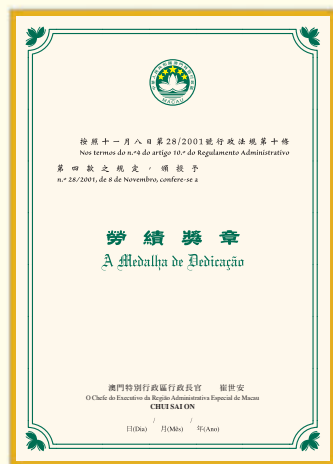 MACAU
按照十一月八日第28/2001號行政法規第十條
Nos termos do n.º4 do artigo 10.º do Regulamento Administrativo
第四款之規定，頒授予
n.º 28/2001, de 8 de Novembro, confere-se a
勞績獎章
A Medalha de Dedicação
澳門特別行政區行政長官 崔世安
O Chefe do Executivo da Região Administrativa Especial de Macau
CHUI SAI ON
/ /
日(Dia) 月(Mês) 年(Ano)